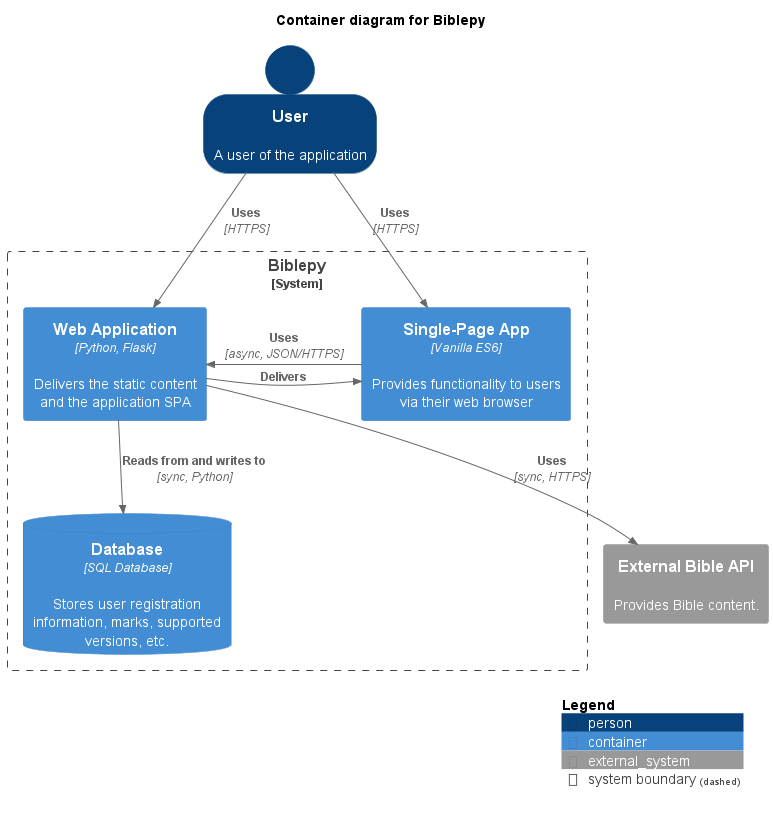 Container diagram for Biblepy
User
A user of the application
Uses
[HTTPS]
Uses
[HTTPS]
Biblepy
[System]
Web Application
[Python, Flask]
Delivers the static content
and the application SPA
Uses
[async, JSON/HTTPS]
Delivers
Single-Page App
[Vanilla ES6]
Provides functionality to users
via their web browser
Reads from and writes to
[sync, Python]
Uses
[sync, HTTPS]
Database
[SQL Database]
Stores user registration
information, marks, supported
versions, etc.
External Bible API
Provides Bible content.
Legend
person
container
external_system
system boundary (dashed)